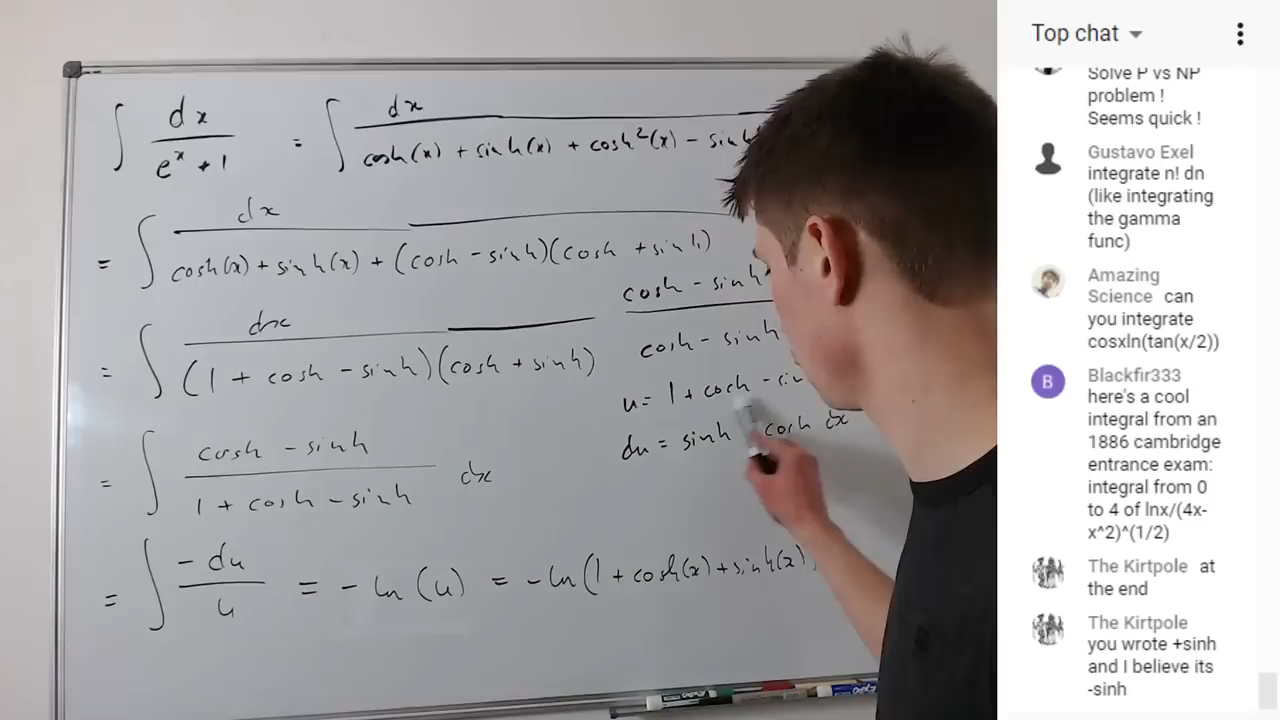 ∫ dx / (e^x + 1) = ∫ dx / (cosh(x) + sinh(x) + cosh²(x) − sinh
= ∫ dx / (cosh(x) + sinh(x) + (cosh − sinh)(cosh + sinh))
cosh − sinh
cosh − sinh
= ∫ dx / ((1 + cosh − sinh)(cosh + sinh))
u = 1 + cosh − sin
du = sinh cosh dx
= ∫ (cosh − sinh) / (1 + cosh − sinh) dx
= ∫ −du / u = −ln(u) = −ln(1 + cosh(x) + sinh(x)
Top chat
Solve P vs NP
problem !
Seems quick !
Gustavo Exel
integrate n! dn
(like integrating
the gamma
func)
Amazing
Science can
you integrate
cosxln(tan(x/2))
B
Blackfir333
here's a cool
integral from an
1886 cambridge
entrance exam:
integral from 0
to 4 of lnx/(4x-
x^2)^(1/2)
The Kirtpole at
the end
The Kirtpole
you wrote +sinh
and I believe its
-sinh